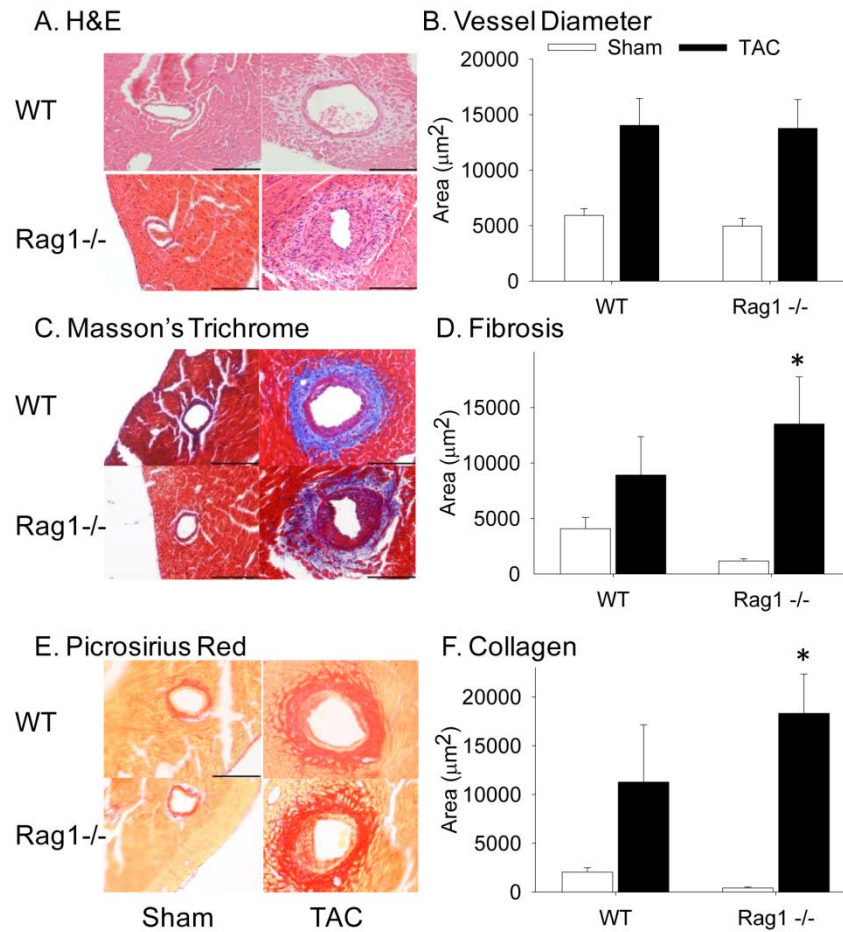 A. H&E
WT
Rag1-/-
B. Vessel Diameter
Sham TAC
20000
15000
10000
5000
0
Area (μm²)
WT Rag1 -/-
C. Masson's Trichrome
WT
Rag1-/-
D. Fibrosis
*
15000
10000
5000
0
Area (μm²)
WT Rag1 -/-
E. Picrosirius Red
WT
Rag1-/-
Sham TAC
F. Collagen
*
20000
15000
10000
5000
0
Area (μm²)
WT Rag1 -/-